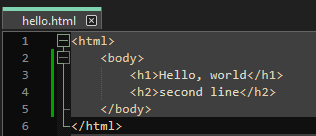 hello.html
1 <html>
2 <body>
3 <h1>Hello, world</h1>
4 <h2>second line</h2>
5 </body>
6 </html>